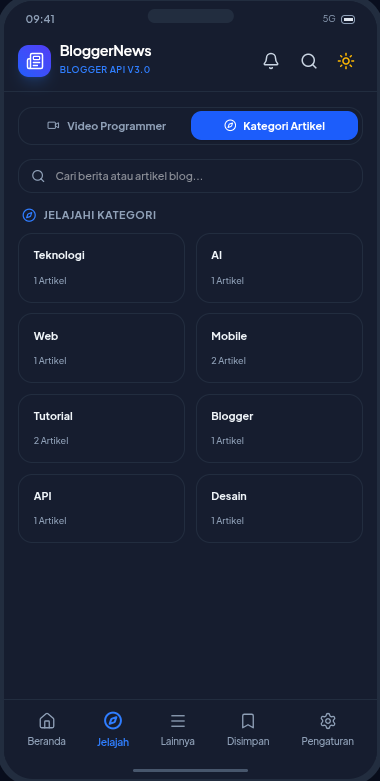 09:41
5G
BloggerNews
BLOGGER API V3.0
Video Programmer
Kategori Artikel
Cari berita atau artikel blog...
JELAJAHI KATEGORI
Teknologi
1 Artikel
AI
1 Artikel
Web
1 Artikel
Mobile
2 Artikel
Tutorial
2 Artikel
Blogger
1 Artikel
API
1 Artikel
Desain
1 Artikel
Beranda
Jelajah
Lainnya
Disimpan
Pengaturan